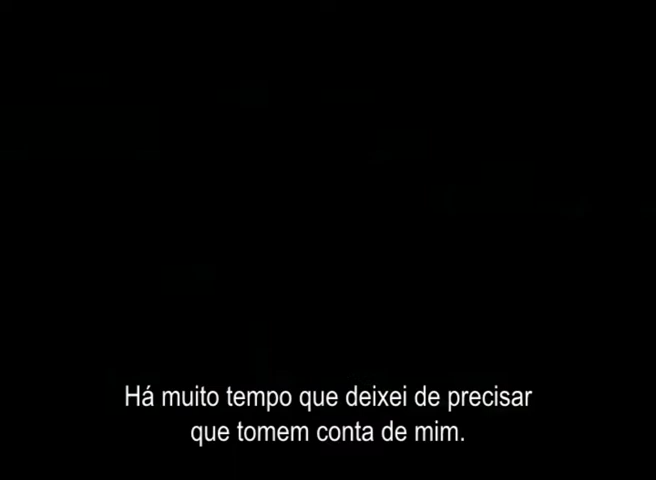 Há muito tempo que deixei de precisar
que tomem conta de mim.